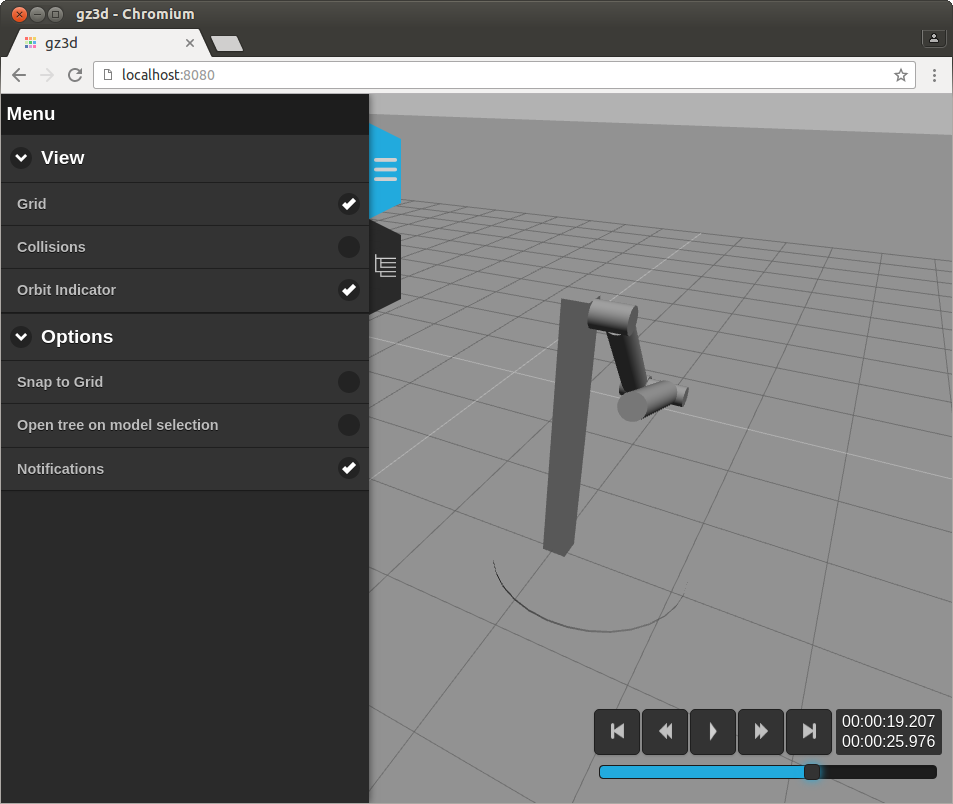 gz3d - Chromium
gz3d
localhost:8080
Menu
View
Grid
Collisions
Orbit Indicator
Options
Snap to Grid
Open tree on model selection
Notifications
00:00:19.207
00:00:25.976